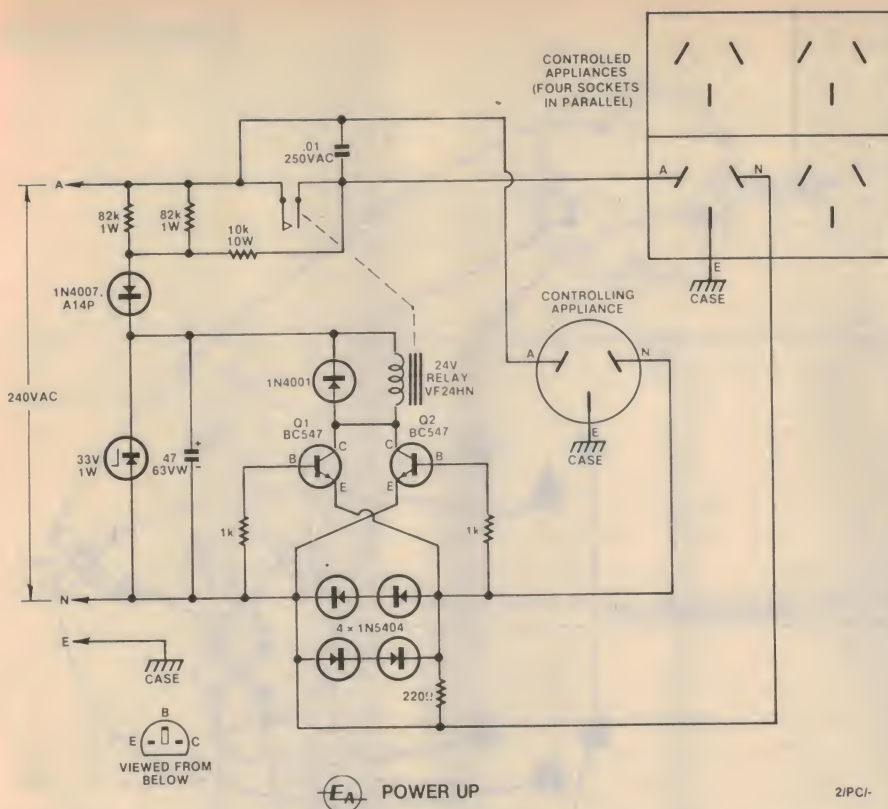 CONTROLLED
APPLIANCES
(FOUR SOCKETS
IN PARALLEL)
.01
250VAC
A
82k
1W
82k
1W
10k
10W
A
N
E
CASE
1N4007,
A14P
CONTROLLING
APPLIANCE
A
N
E
CASE
1N4001
24V
RELAY
VF24HN
240VAC
Q1
BC547
Q2
BC547
C
C
B
B
E
E
33V
1W
47
63VW
+
-
1k
1k
N
4 x 1N5404
E
CASE
220Ω
B
E
C
VIEWED FROM
BELOW
EA POWER UP
2/PC/-